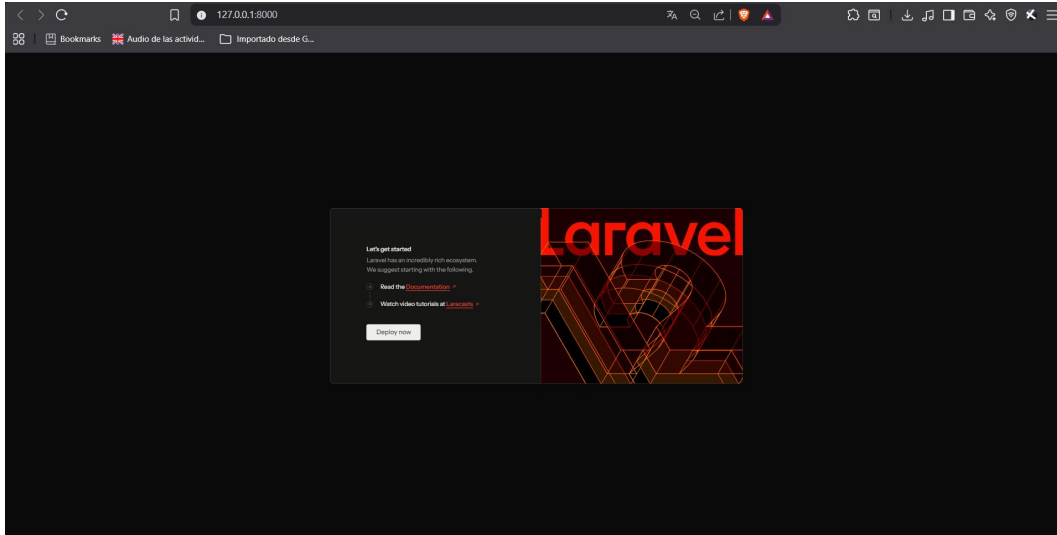 127.0.0.1:8000
Bookmarks
Audio de las activid...
Importado desde G...
Laravel
Let's get started
Laravel has an incredibly rich ecosystem.
We suggest starting with the following.
Read the Documentation
Watch video tutorials at Laracasts
Deploy now